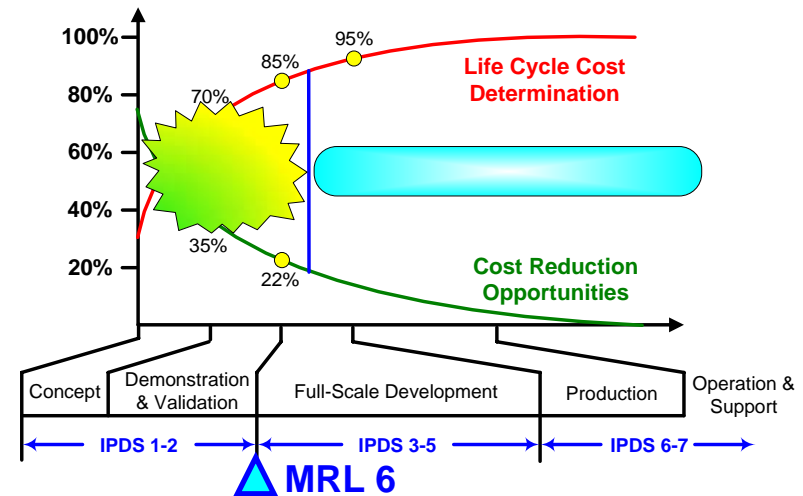 100%
95%
85%
Life Cycle Cost
Determination
80%
70%
60%
40%
35%
20%
22%
Cost Reduction
Opportunities
Concept
Demonstration
& Validation
Full-Scale Development
Production
Operation &
Support
IPDS 1-2
IPDS 3-5
IPDS 6-7
MRL 6